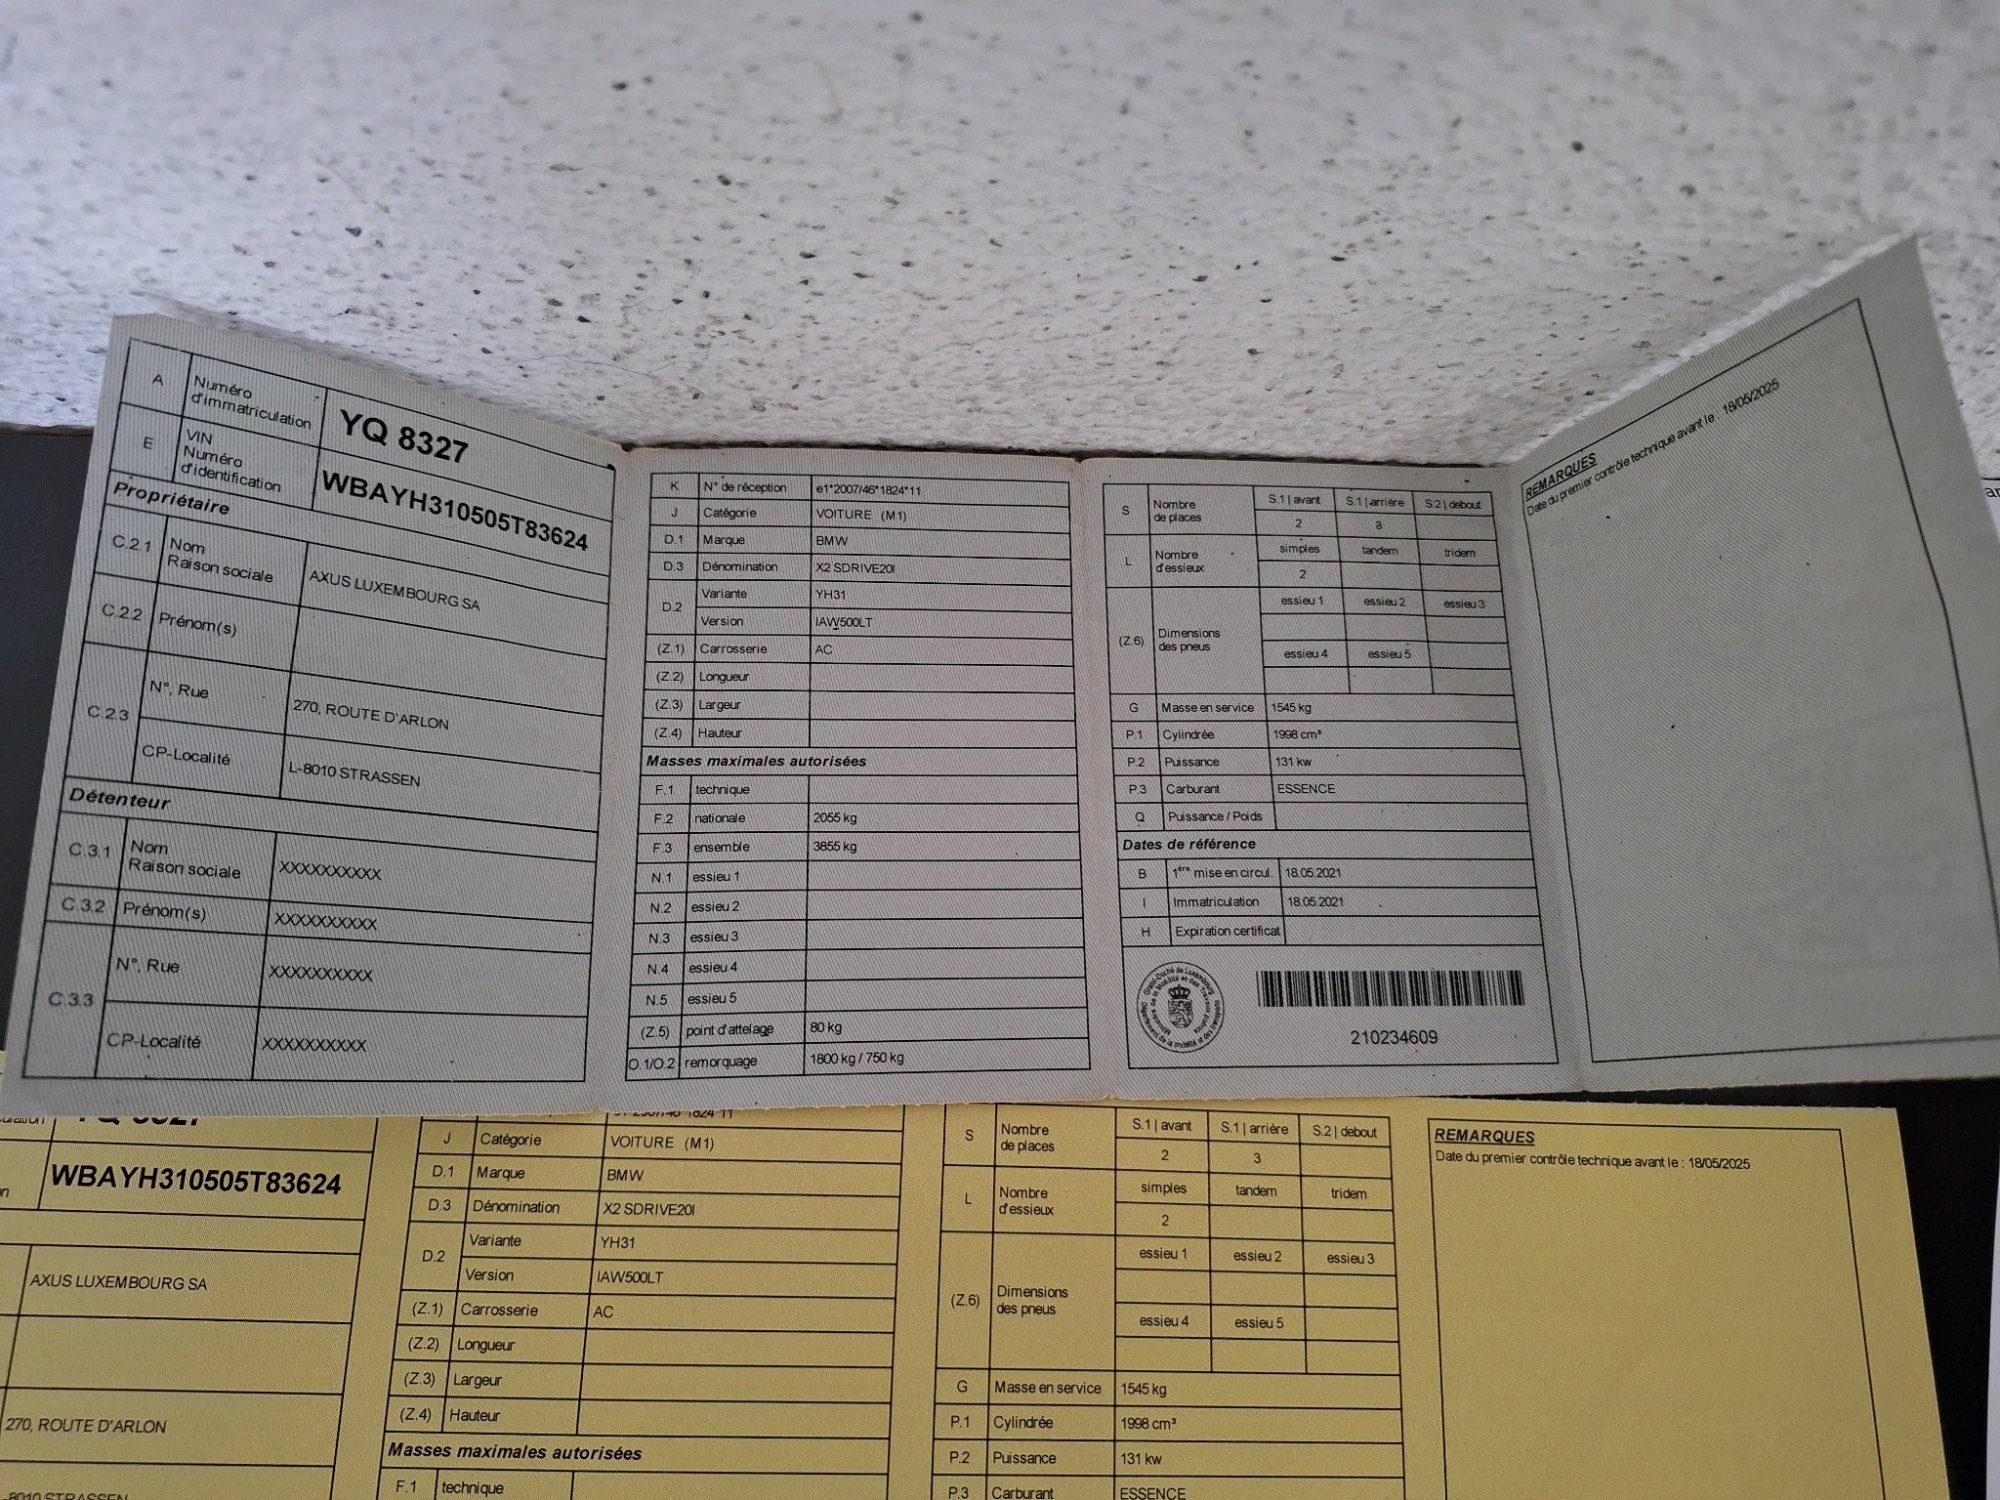 A Numéro d'immatriculation YQ 8327
E VIN Numéro d'identification WBAYH310505T83624
Propriétaire
C.2.1 Nom Raison sociale AXUS LUXEMBOURG SA
C.2.2 Prénom(s)
C.2.3 N°, Rue 270, ROUTE D'ARLON
CP-Localité L-8010 STRASSEN
Détenteur
C.3.1 Nom Raison sociale XXXXXXXXXX
C.3.2 Prénom(s) XXXXXXXXXX
C.3.3 N°, Rue XXXXXXXXXX
CP-Localité XXXXXXXXXX
K N° de réception e1*2007/46*1824*11
J Catégorie VOITURE (M1)
D.1 Marque BMW
D.3 Dénomination X2 SDRIVE20I
D.2 Variante YH31
Version IAW500LT
(Z.1) Carrosserie AC
(Z.2) Longueur
(Z.3) Largeur
(Z.4) Hauteur
Masses maximales autorisées
F.1 technique
F.2 nationale 2055 kg
F.3 ensemble 3855 kg
N.1 essieu 1
N.2 essieu 2
N.3 essieu 3
N.4 essieu 4
N.5 essieu 5
(Z.5) point d'attelage 80 kg
O.1/O.2 remorquage 1800 kg / 750 kg
S Nombre de places S.1 | avant S.1 | arrière S.2 | debout
2 3
L Nombre d'essieux simples tandem tridem
2
(Z.6) Dimensions des pneus essieu 1 essieu 2 essieu 3
essieu 4 essieu 5
G Masse en service 1545 kg
P.1 Cylindrée 1998 cm³
P.2 Puissance 131 kw
P.3 Carburant ESSENCE
Q Puissance / Poids
Dates de référence
B 1ère mise en circul. 18.05.2021
I Immatriculation 18.05.2021
H Expiration certificat
Grand-Duché de Luxembourg
210234609
REMARQUES
Date du premier contrôle technique avant le : 18/05/2025
YQ 8327
WBAYH310505T83624
AXUS LUXEMBOURG SA
270, ROUTE D'ARLON
J Catégorie VOITURE (M1)
D.1 Marque BMW
D.3 Dénomination X2 SDRIVE20I
D.2 Variante YH31
Version IAW500LT
(Z.1) Carrosserie AC
(Z.2) Longueur
(Z.3) Largeur
(Z.4) Hauteur
Masses maximales autorisées
F.1 technique
S Nombre de places S.1 | avant S.1 | arrière S.2 | debout
2 3
L Nombre d'essieux simples tandem tridem
2
(Z.6) Dimensions des pneus essieu 1 essieu 2 essieu 3
essieu 4 essieu 5
G Masse en service 1545 kg
P.1 Cylindrée 1998 cm³
P.2 Puissance 131 kw
P.3 Carburant ESSENCE
REMARQUES
Date du premier contrôle technique avant le : 18/05/2025